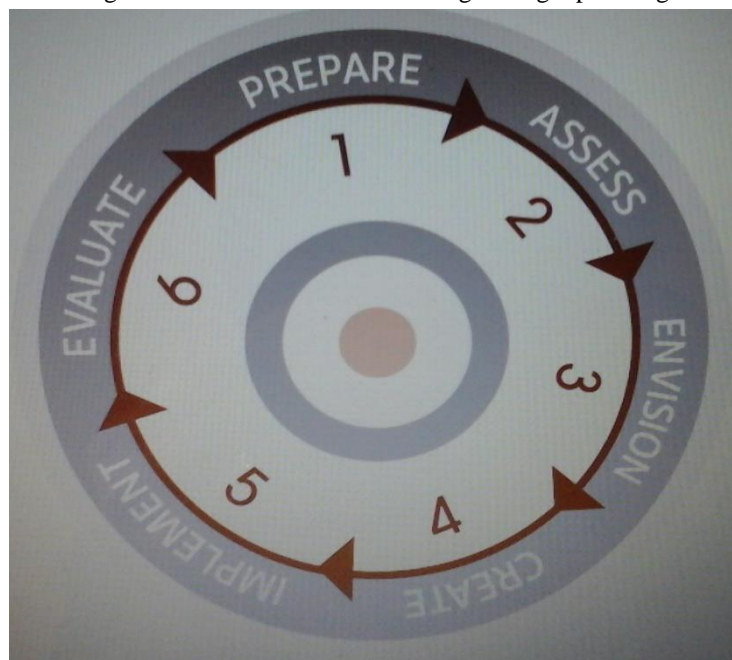 PREPARE
1
ASSESS
2
ENVISION
3
CREATE
4
IMPLEMENT
5
EVALUATE
6